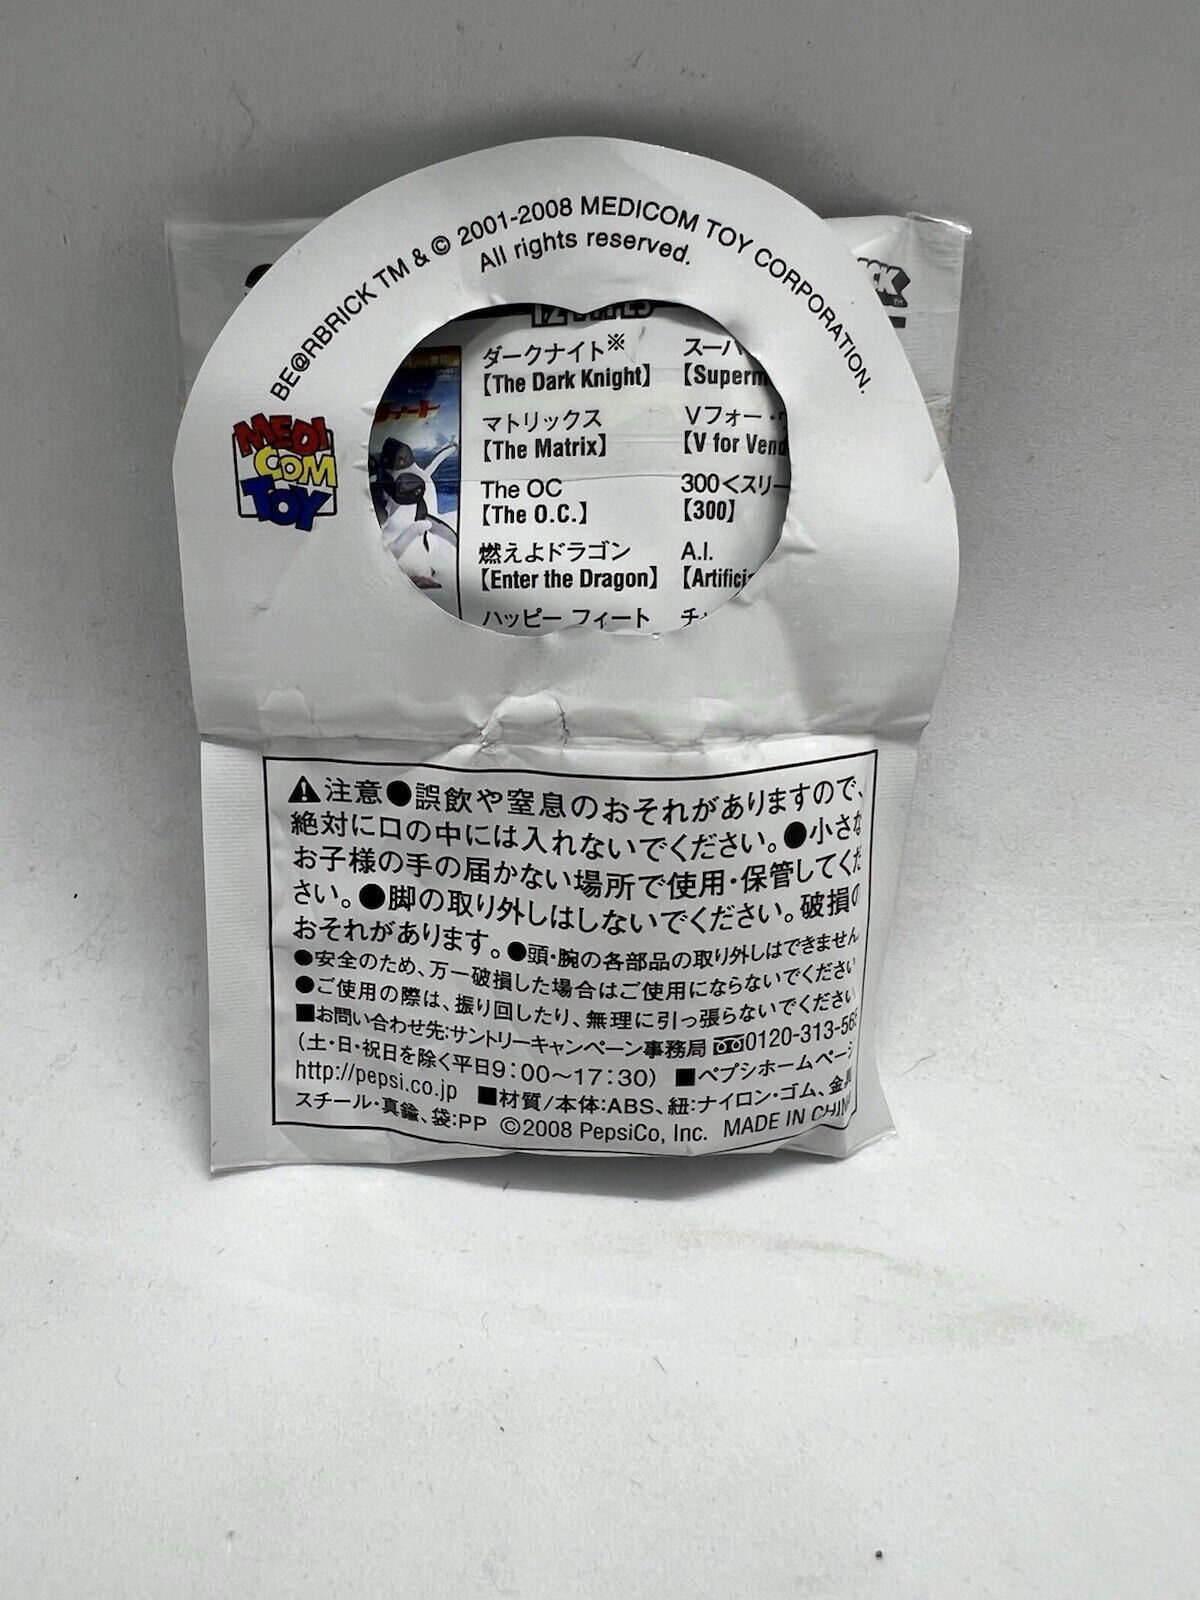 BE@RBRICK TM & © 2001-2008 MEDICOM TOY CORPORATION.
All rights reserved.
MEDI
COM
TOY
ダークナイト※
【The Dark Knight】
マトリックス
【The Matrix】
The OC
【The O.C.】
燃えよドラゴン
【Enter the Dragon】
ハッピー フィート
スーパ
【Superm
Vフォー・
【V for Vend
300<スリー
【300】
A.I.
【Artific
チ
⚠注意●誤飲や窒息のおそれがありますので、
絶対に口の中には入れないでください。●小さな
お子様の手の届かない場所で使用・保管してくだ
さい。●脚の取り外しはしないでください。破損の
おそれがあります。●頭・腕の各部品の取り外しはできません
●安全のため、万一破損した場合はご使用にならないでください
●ご使用の際は、振り回したり、無理に引っ張らないでください
■お問い合わせ先:サントリーキャンペーン事務局 0120-313-56
(土・日・祝日を除く平日9:00〜17:30) ■ペプシホームページ
http://pepsi.co.jp ■材質/本体:ABS、紐:ナイロン・ゴム、金具
スチール・真鍮、袋:PP ©2008 PepsiCo, Inc. MADE IN CHIN